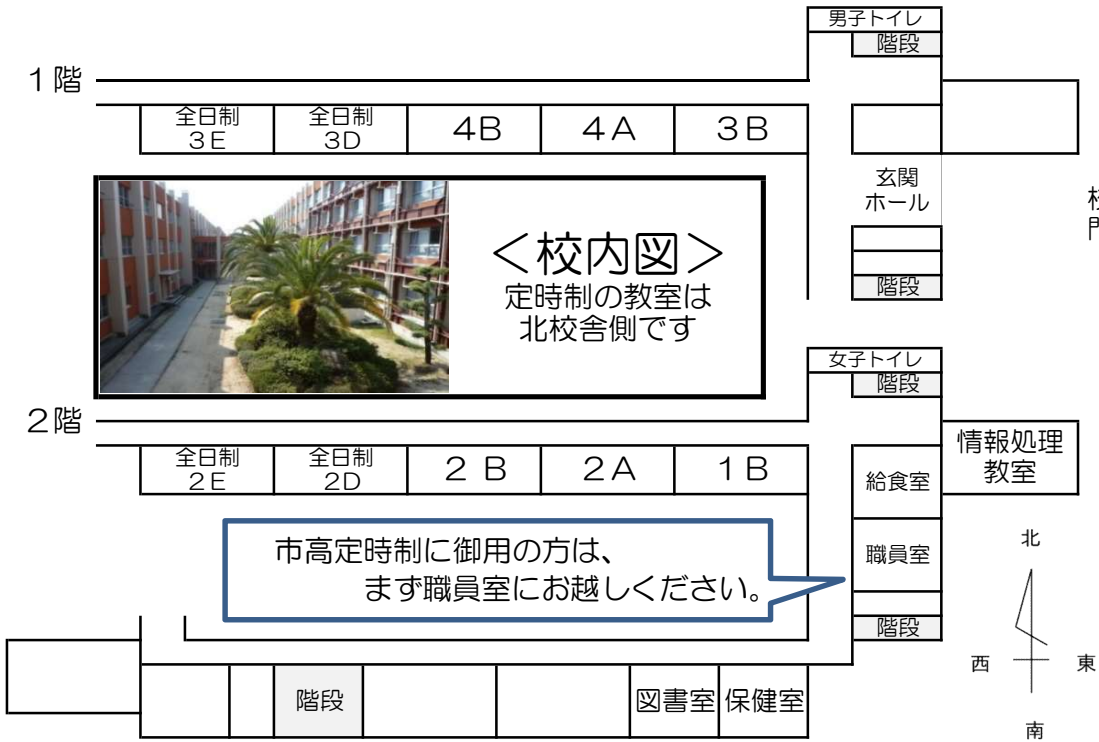 男子トイレ
階段
1階
全日制
3E
全日制
3D
4B
4A
3B
玄関
ホール
校
門
階段
＜校内図＞
定時制の教室は
北校舎側です
女子トイレ
階段
2階
全日制
2E
全日制
2D
2 B
2A
1B
給食室
情報処理
教室
職員室
市高定時制に御用の方は、
まず職員室にお越しください。
階段
北
西
東
南
階段
図書室
保健室